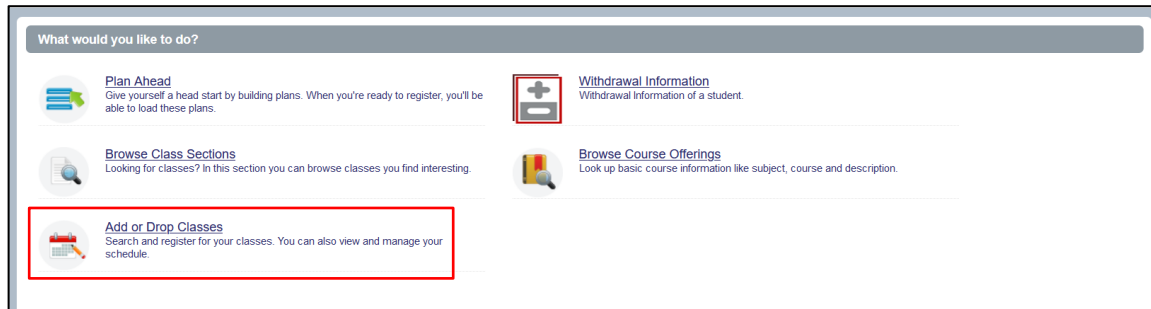 What would you like to do?
Plan Ahead
Give yourself a head start by building plans. When you're ready to register, you'll be
able to load these plans.
Withdrawal Information
Withdrawal Information of a student.
Browse Class Sections
Looking for classes? In this section you can browse classes you find interesting.
Browse Course Offerings
Look up basic course information like subject, course and description.
Add or Drop Classes
Search and register for your classes. You can also view and manage your
schedule.